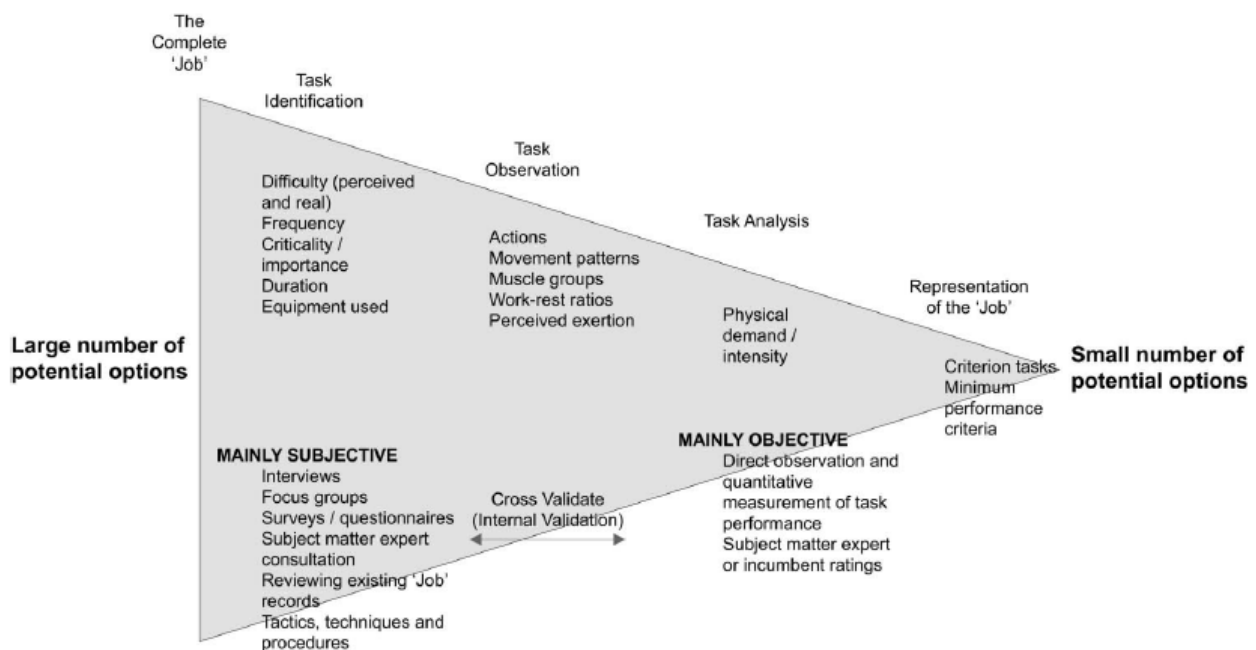 The
Complete
'Job'
Task
Identification
Task
Observation
Task Analysis
Representation
of the 'Job'
Difficulty (perceived
and real)
Frequency
Criticality /
importance
Duration
Equipment used
Actions
Movement patterns
Muscle groups
Work-rest ratios
Perceived exertion
Physical
demand /
intensity
Criterion tasks
Minimum
performance
criteria
Large number of
potential options
Small number of
potential options
MAINLY SUBJECTIVE
Interviews
Focus groups
Surveys / questionnaires
Subject matter expert
consultation
Reviewing existing 'Job'
records
Tactics, techniques and
procedures
Cross Validate
(Internal Validation)
MAINLY OBJECTIVE
Direct observation and
quantitative
measurement of task
performance
Subject matter expert
or incumbent ratings